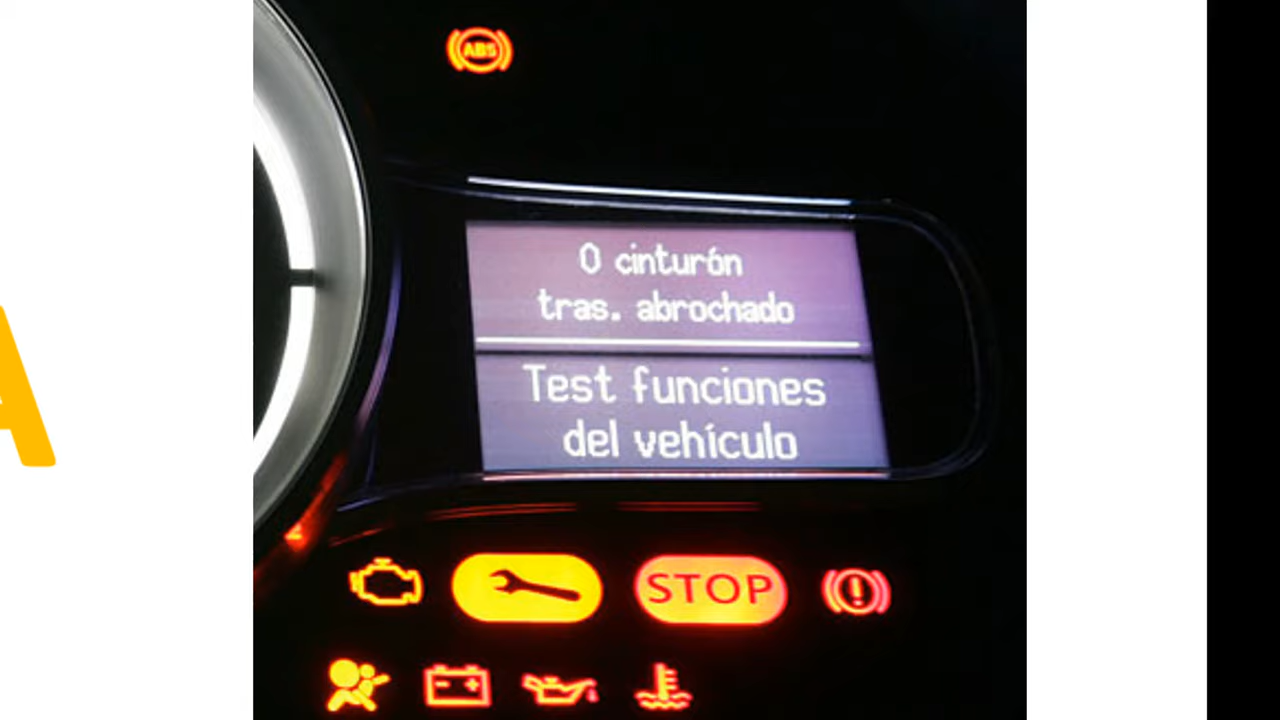 ABS
0 cinturón
tras. abrochado
Test funciones
del vehículo
STOP
A